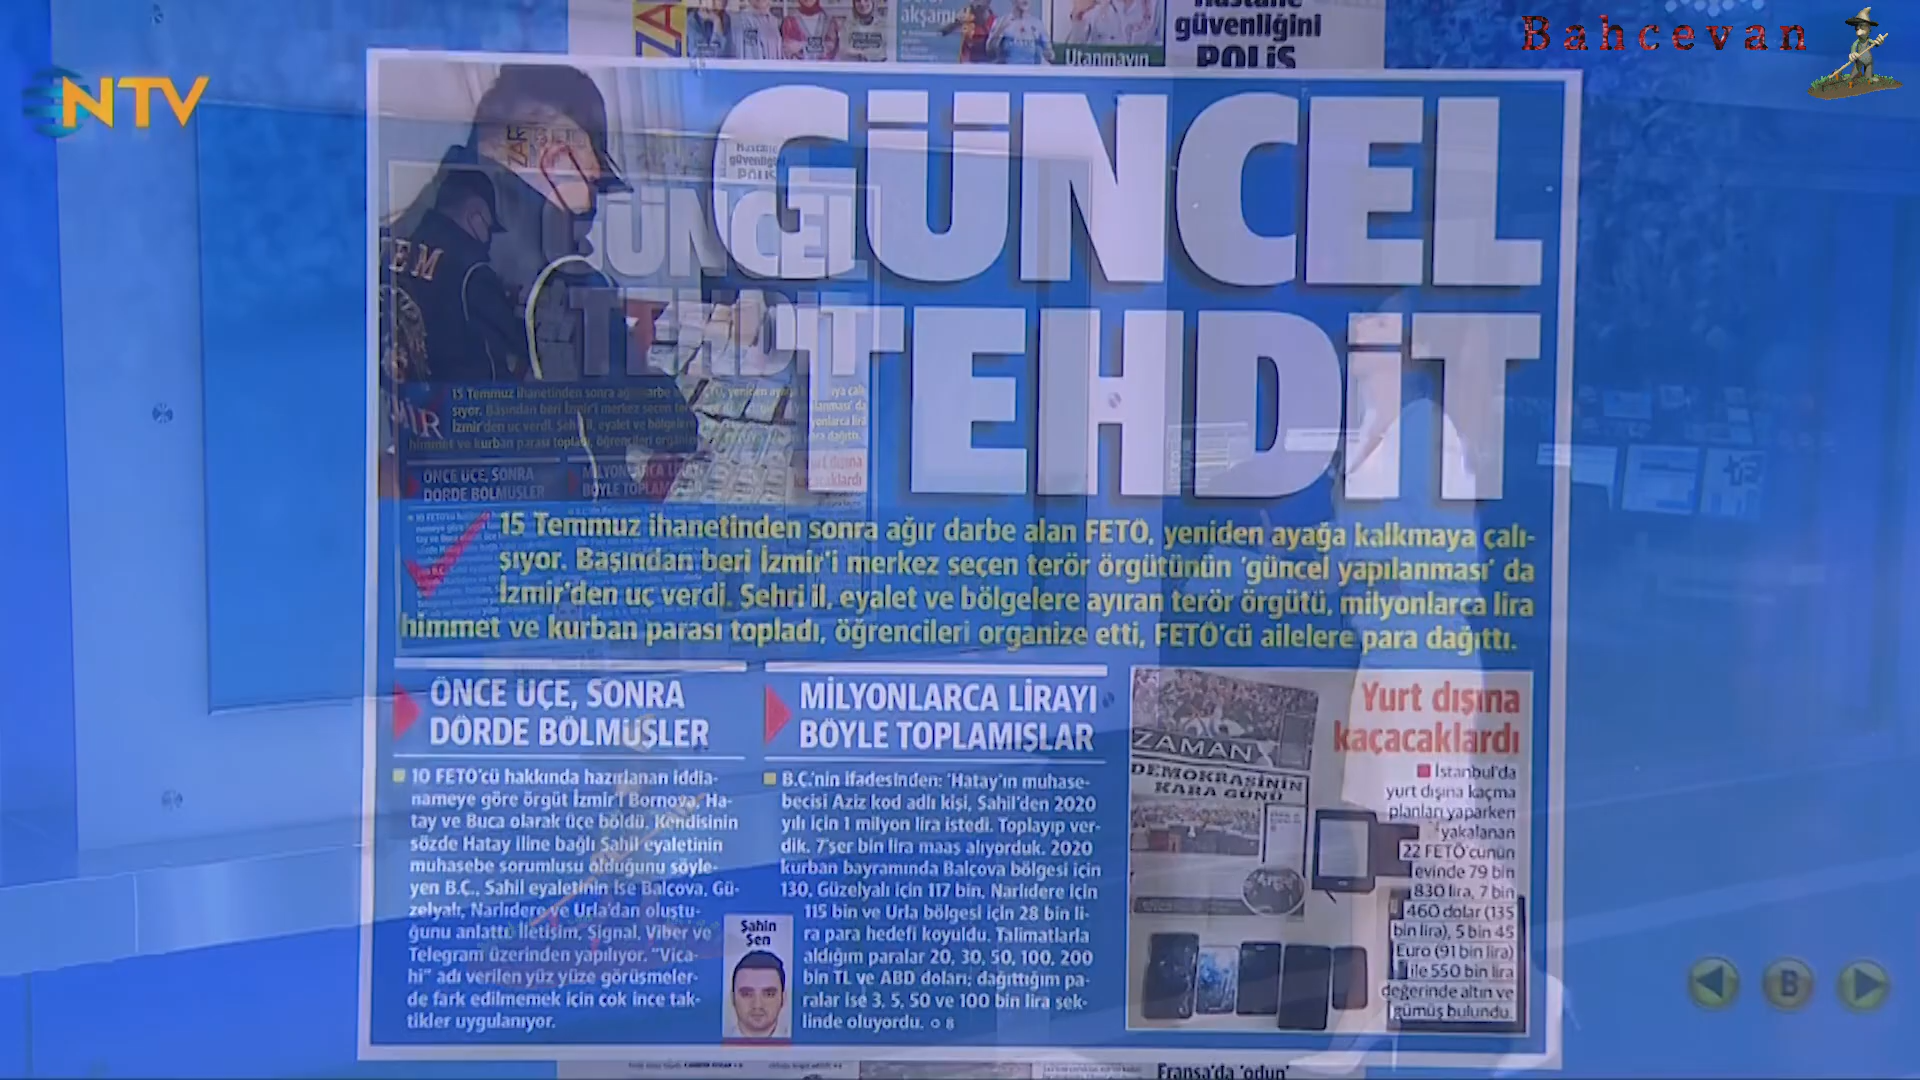 akşamı
Utanmayın
güvenliğini
POLİS
Bahcevan
NTV
GÜNCEL
TEHDİT
15 Temmuz ihanetinden sonra ağır darbe alan FETÖ, yeniden ayağa kalkmaya çalı-
şıyor. Başından beri İzmir'i merkez seçen terör örgütünün 'güncel yapılanması' da
İzmir'den uç verdi. Şehri il, eyalet ve bölgelere ayıran terör örgütü, milyonlarca lira
himmet ve kurban parası topladı, öğrencileri organize etti, FETÖ'cü ailelere para dağıttı.
ÖNCE ÜÇE, SONRA
DÖRDE BÖLMÜŞLER
10 FETÖ'cü hakkında hazırlanan iddia-
nameye göre örgüt İzmir'i Bornova, Ha-
tay ve Buca olarak üçe böldü. Kendisinin
sözde Hatay iline bağlı Sahil eyaletinin
muhasebe sorumlusu olduğunu söyle-
yen B.C., Sahil eyaletinin ise Balçova, Gü-
zelyalı, Narlıdere ve Urla'dan oluştu-
ğunu anlattı. İletişim, Signal, Viber ve
Telegram üzerinden yapılıyor. "Vica-
hi" adı verilen yüz yüze görüşmeler-
de fark edilmemek için çok ince tak-
tikler uygulanıyor.
Şahin
Şen
MİLYONLARCA LİRAYI
BÖYLE TOPLAMIŞLAR
B.C.'nin ifadesinden: 'Hatay'ın muhase-
becisi Aziz kod adlı kişi, Sahil'den 2020
yılı için 1 milyon lira istedi. Toplayıp ver-
dik. 7'şer bin lira maaş alıyorduk. 2020
kurban bayramında Balçova bölgesi için
130, Güzelyalı için 117 bin, Narlıdere için
115 bin ve Urla bölgesi için 28 bin li-
ra para hedefi koyuldu. Talimatlarla
aldığım paralar 20, 30, 50, 100, 200
bin TL ve ABD doları; dağıttığım pa-
ralar ise 3, 5, 50 ve 100 bin lira şek-
linde oluyordu. 8
ZAMAN
DEMOKRASİNİN
KARA GÜNÜ
Yurt dışına
kaçacaklardı
İstanbul'da
yurt dışına kaçma
planları yaparken
yakalanan
22 FETÖ'cünün
evinde 79 bin
830 lira, 7 bin
460 dolar (135
bin lira), 5 bin 45
Euro (91 bin lira)
ile 550 bin lira
değerinde altın ve
gümüş bulundu.
Fransa'da 'odun'
B